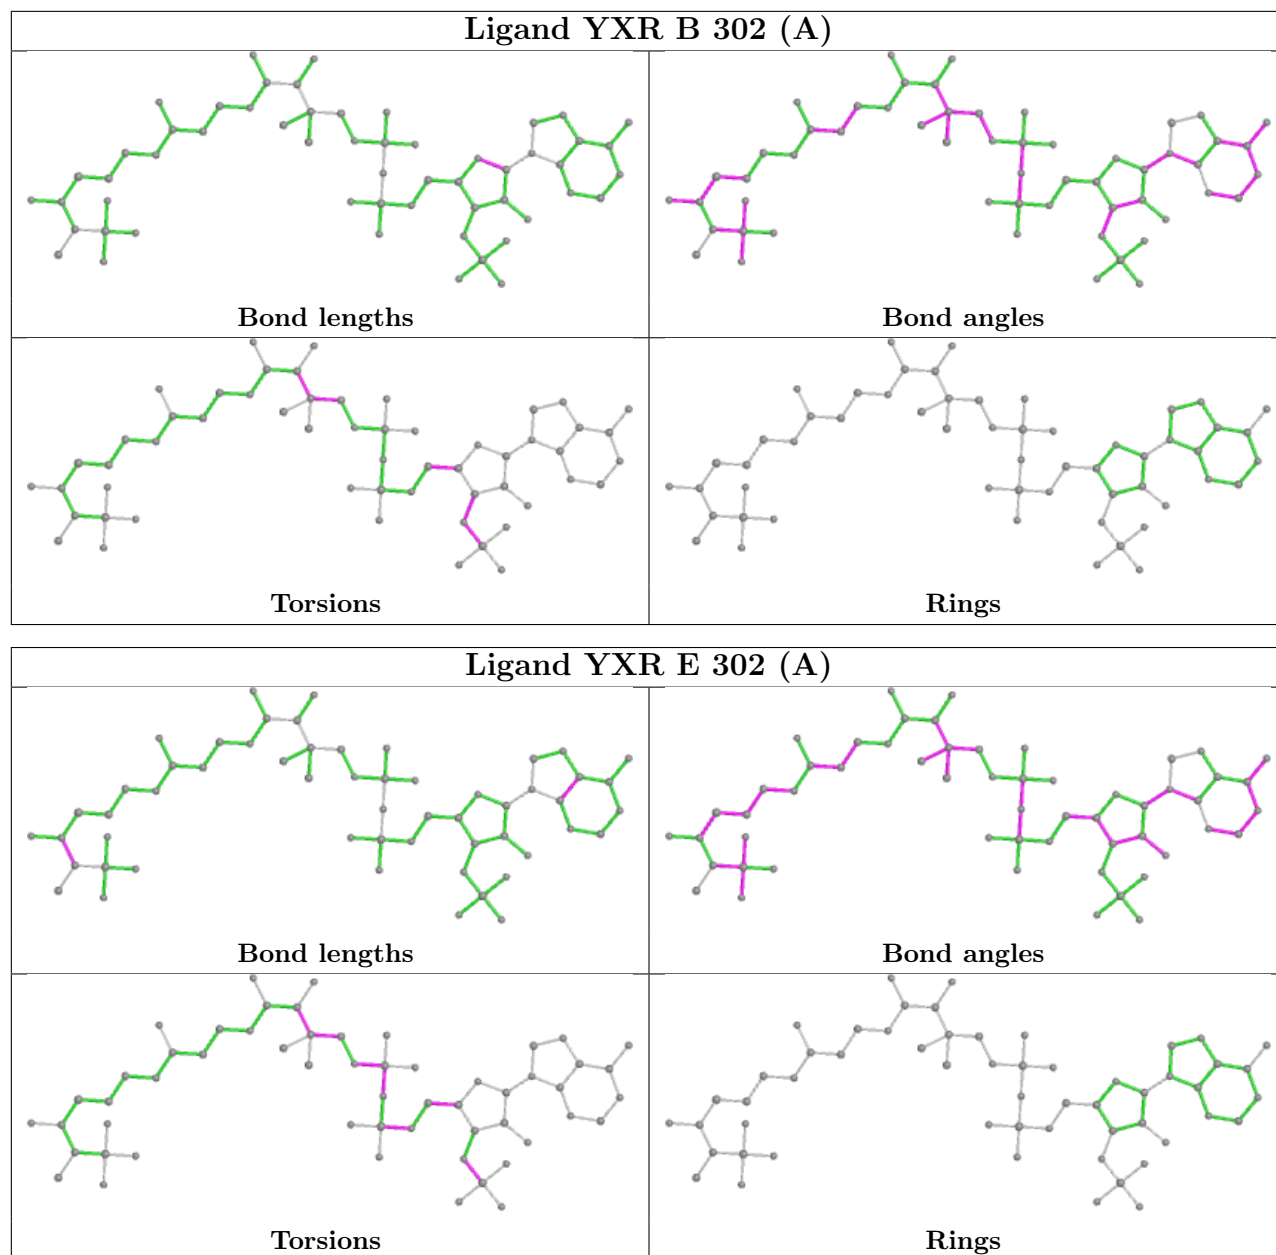 Ligand YXR B 302 (A)
Bond lengths
Bond angles
Torsions
Rings
Ligand YXR E 302 (A)
Bond lengths
Bond angles
Torsions
Rings